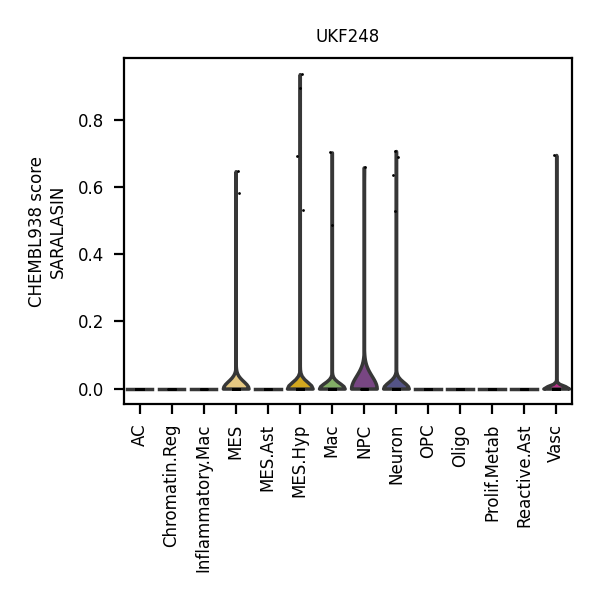 UKF248
CHEMBL938 score
SARALASIN
0.8
0.6
0.4
0.2
0.0
AC
Chromatin.Reg
Inflammatory.Mac
MES
MES.Ast
MES.Hyp
Mac
NPC
Neuron
OPC
Oligo
Prolif.Metab
Reactive.Ast
Vasc